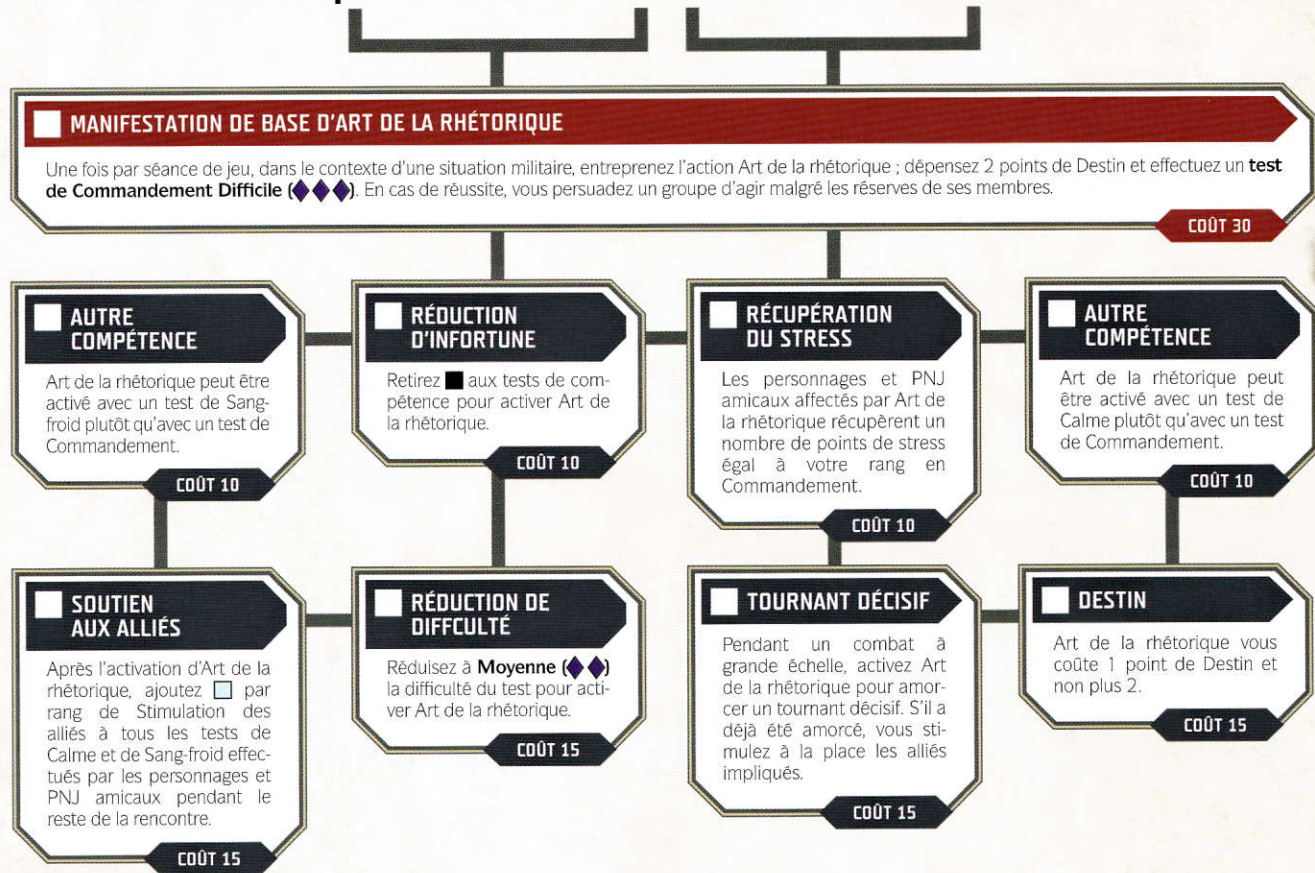 MANIFESTATION DE BASE D'ART DE LA RHÉTORIQUE
Une fois par séance de jeu, dans le contexte d'une situation militaire, entreprenez l'action Art de la rhétorique ; dépensez 2 points de Destin et effectuez un test
de Commandement Difficile (◆◆◆). En cas de réussite, vous persuadez un groupe d'agir malgré les réserves de ses membres.
COÛT 30
AUTRE
COMPÉTENCE
Art de la rhétorique peut être
activé avec un test de Sang-
froid plutôt qu'avec un test de
Commandement.
COÛT 10
RÉDUCTION
D'INFORTUNE
Retirez ■ aux tests de com-
pétence pour activer Art de
la rhétorique.
COÛT 10
RÉCUPÉRATION
DU STRESS
Les personnages et PNJ
amicaux affectés par Art de
la rhétorique récupèrent un
nombre de points de stress
égal à votre rang en
Commandement.
COÛT 10
AUTRE
COMPÉTENCE
Art de la rhétorique peut
être activé avec un test de
Calme plutôt qu'avec un test
de Commandement.
COÛT 10
SOUTIEN
AUX ALLIÉS
Après l'activation d'Art de la
rhétorique, ajoutez □ par
rang de Stimulation des
alliés à tous les tests de
Calme et de Sang-froid effec-
tués par les personnages et
PNJ amicaux pendant le
reste de la rencontre.
COÛT 15
RÉDUCTION DE
DIFFCULTÉ
Réduisez à Moyenne (◆◆)
la difficulté du test pour acti-
ver Art de la rhétorique.
COÛT 15
TOURNANT DÉCISIF
Pendant un combat à
grande échelle, activez Art
de la rhétorique pour amor-
cer un tournant décisif. S'il a
déjà été amorcé, vous sti-
mulez à la place les alliés
impliqués.
COÛT 15
DESTIN
Art de la rhétorique vous
coûte 1 point de Destin et
non plus 2.
COÛT 15